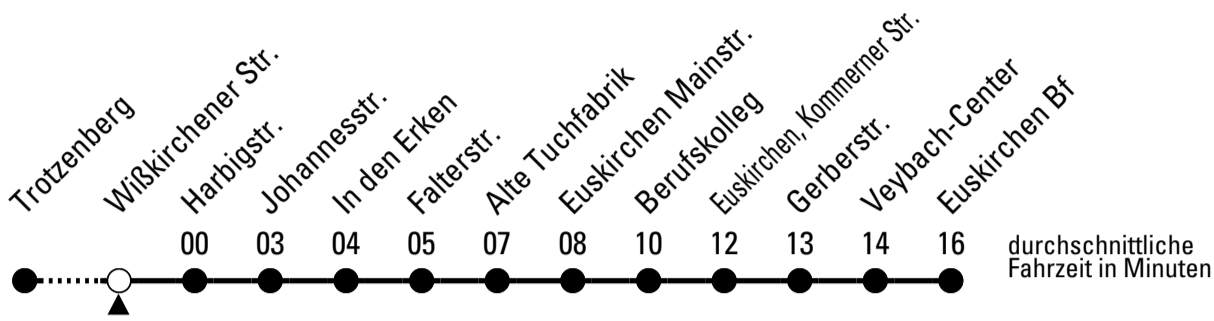 Trotzenberg
Wißkirchener Str.
Harbigstr.
Johannesstr.
In den Erken
Falterstr.
Alte Tuchfabrik
Euskirchen Mainstr.
Berufskolleg
Euskirchen, Kommerner Str.
Gerberstr.
Veybach-Center
Euskirchen Bf
00 03 04 05 07 08 10 12 13 14 16
durchschnittliche
Fahrzeit in Minuten